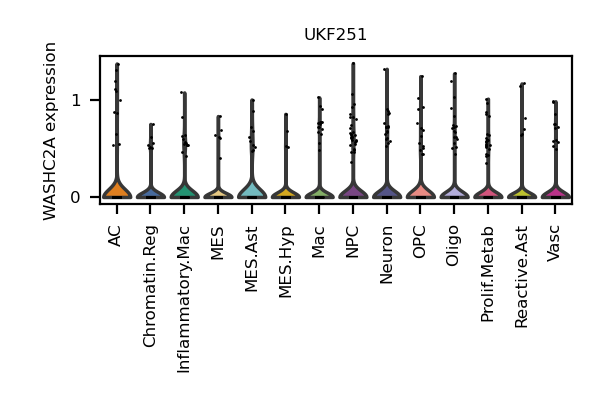 UKF251
WASHC2A expression
1
0
AC
Chromatin.Reg
Inflammatory.Mac
MES
MES.Ast
MES.Hyp
Mac
NPC
Neuron
OPC
Oligo
Prolif.Metab
Reactive.Ast
Vasc